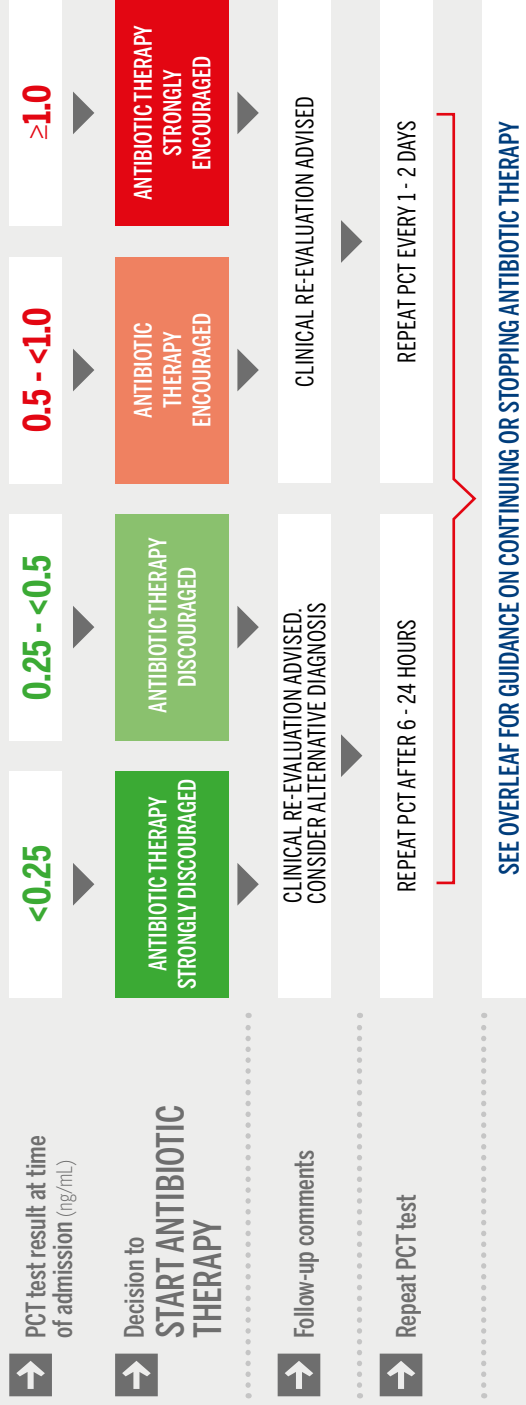 PCT test result at time
of admission (ng/mL)
<0.25
0.25 - <0.5
0.5 - <1.0
≥1.0
Decision to
START ANTIBIOTIC
THERAPY
ANTIBIOTIC THERAPY
STRONGLY DISCOURAGED
ANTIBIOTIC THERAPY
DISCOURAGED
ANTIBIOTIC
THERAPY
ENCOURAGED
ANTIBIOTIC THERAPY
STRONGLY
ENCOURAGED
Follow-up comments
CLINICAL RE-EVALUATION ADVISED.
CONSIDER ALTERNATIVE DIAGNOSIS
CLINICAL RE-EVALUATION ADVISED
Repeat PCT test
REPEAT PCT AFTER 6 - 24 HOURS
REPEAT PCT EVERY 1 - 2 DAYS
SEE OVERLEAF FOR GUIDANCE ON CONTINUING OR STOPPING ANTIBIOTIC THERAPY